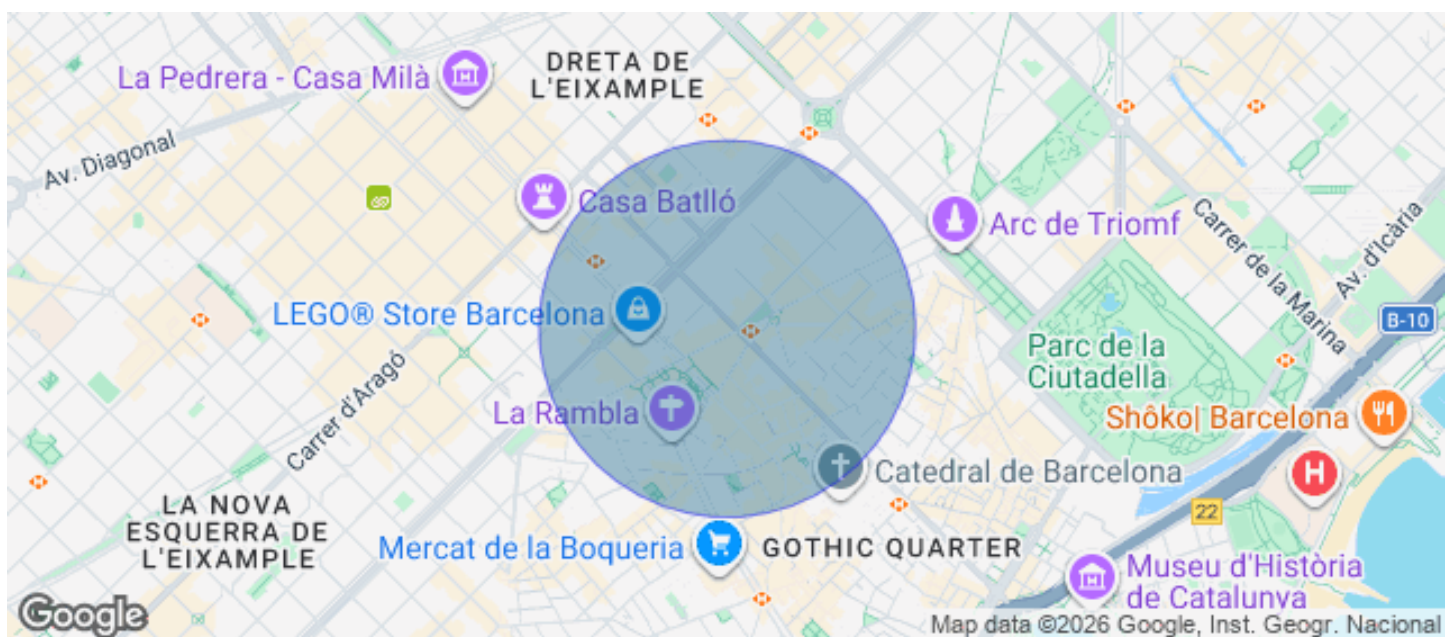 DRETA DE
L'EIXAMPLE
La Pedrera - Casa Milà
Av. Diagonal
Casa Batlló
Arc de Triomf
Carrer de la Marina
Av. d'Icària
LEGO® Store Barcelona
B-10
Parc de la
Ciutadella
Carrer d'Aragó
La Rambla
Shôko| Barcelona
H
Catedral de Barcelona
LA NOVA
ESQUERRA DE
L'EIXAMPLE
22
Mercat de la Boqueria
GOTHIC QUARTER
Museu d'Història
de Catalunya
Google
Map data ©2026 Google, Inst. Geogr. Nacional